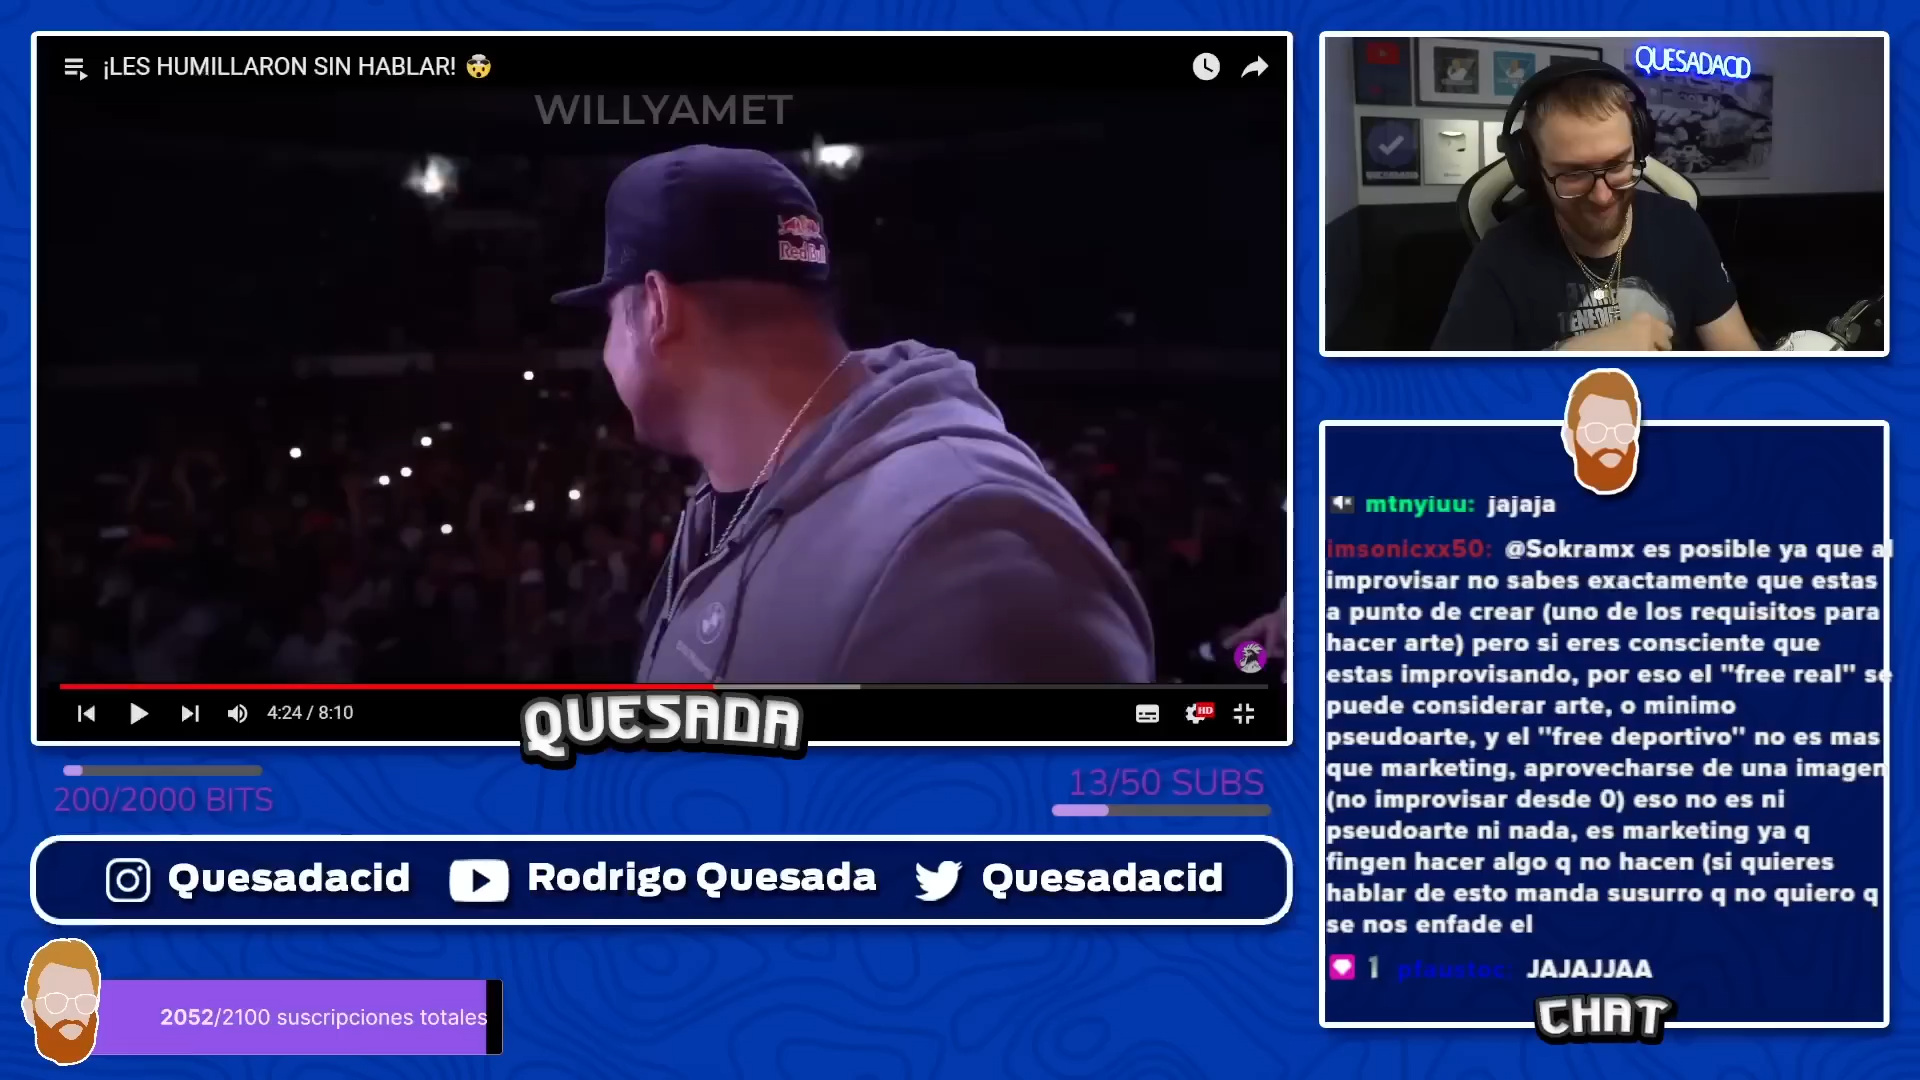 ¡LES HUMILLARON SIN HABLAR! 🤯
WILLYAMET
Red Bull
4:24 / 8:10
HD
QUESADA
200/2000 BITS
13/50 SUBS
Quesadacid
Rodrigo Quesada
Quesadacid
2052/2100 suscripciones totales
QUESADACID
mtnyiuu: jajaja
imsonicxx50: @Sokramx es posible ya que al
improvisar no sabes exactamente que estas
a punto de crear (uno de los requisitos para
hacer arte) pero si eres consciente que
estas improvisando, por eso el "free real" se
puede considerar arte, o minimo
pseudoarte, y el "free deportivo" no es mas
que marketing, aprovecharse de una imagen
(no improvisar desde 0) eso no es ni
pseudoarte ni nada, es marketing ya q
fingen hacer algo q no hacen (si quieres
hablar de esto manda susurro q no quiero q
se nos enfade el
1 pfaustoc: JAJAJJAA
CHAT